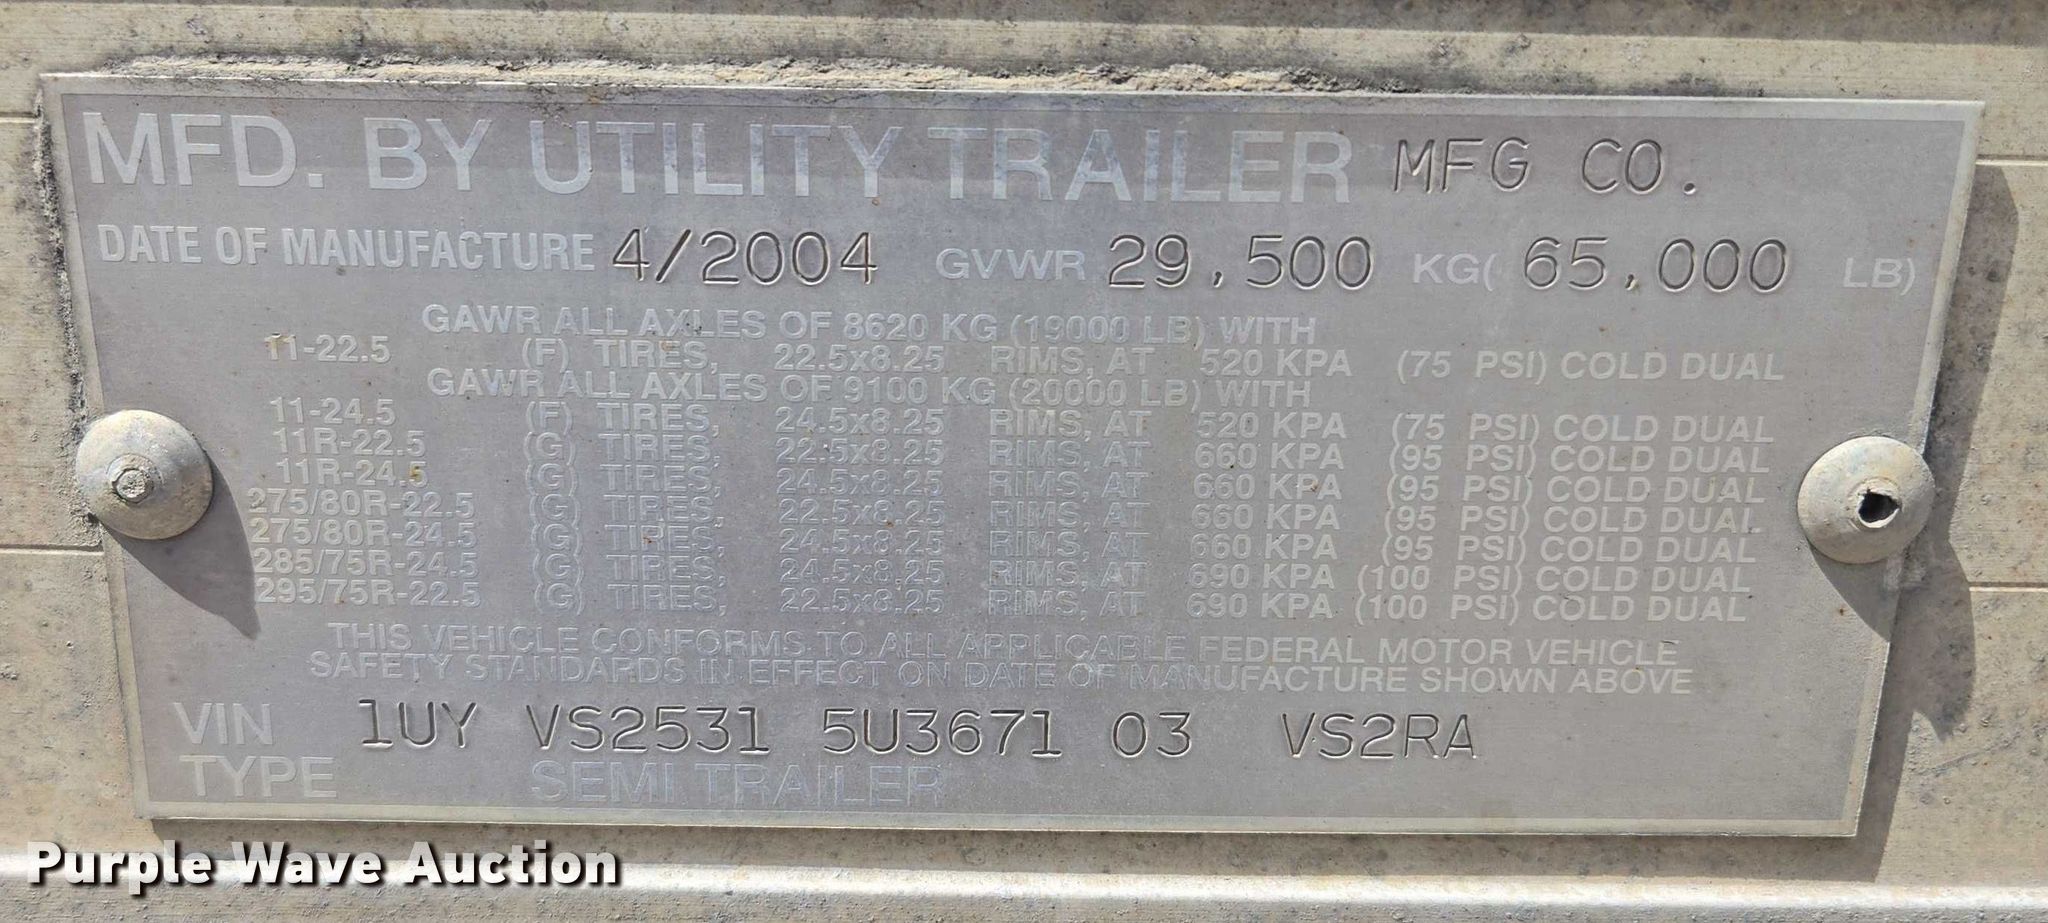 MFD. BY UTILITY TRAILER MFG CO.
DATE OF MANUFACTURE 4/2004 GVWR 29,500 KG( 65,000 LB)
GAWR ALL AXLES OF 8620 KG (19000 LB) WITH
11-22.5 (F) TIRES, 22.5x8.25 RIMS, AT 520 KPA (75 PSI) COLD DUAL
GAWR ALL AXLES OF 9100 KG (20000 LB) WITH
11-24.5 (F) TIRES, 24.5x8.25 RIMS, AT 520 KPA (75 PSI) COLD DUAL
11R-22.5 (G) TIRES, 22.5x8.25 RIMS, AT 660 KPA (95 PSI) COLD DUAL
11R-24.5 (G) TIRES, 24.5x8.25 RIMS, AT 660 KPA (95 PSI) COLD DUAL
275/80R-22.5 (G) TIRES, 22.5x8.25 RIMS, AT 660 KPA (95 PSI) COLD DUAL
275/80R-24.5 (G) TIRES, 24.5x8.25 RIMS, AT 660 KPA (95 PSI) COLD DUAL
285/75R-24.5 (G) TIRES, 24.5x8.25 RIMS, AT 690 KPA (100 PSI) COLD DUAL
295/75R-22.5 (G) TIRES, 22.5x8.25 RIMS, AT 690 KPA (100 PSI) COLD DUAL
THIS VEHICLE CONFORMS TO ALL APPLICABLE FEDERAL MOTOR VEHICLE
SAFETY STANDARDS IN EFFECT ON DATE OF MANUFACTURE SHOWN ABOVE
VIN 1UY VS2531 5U3671 03 VS2RA
TYPE SEMI TRAILER
Purple Wave Auction